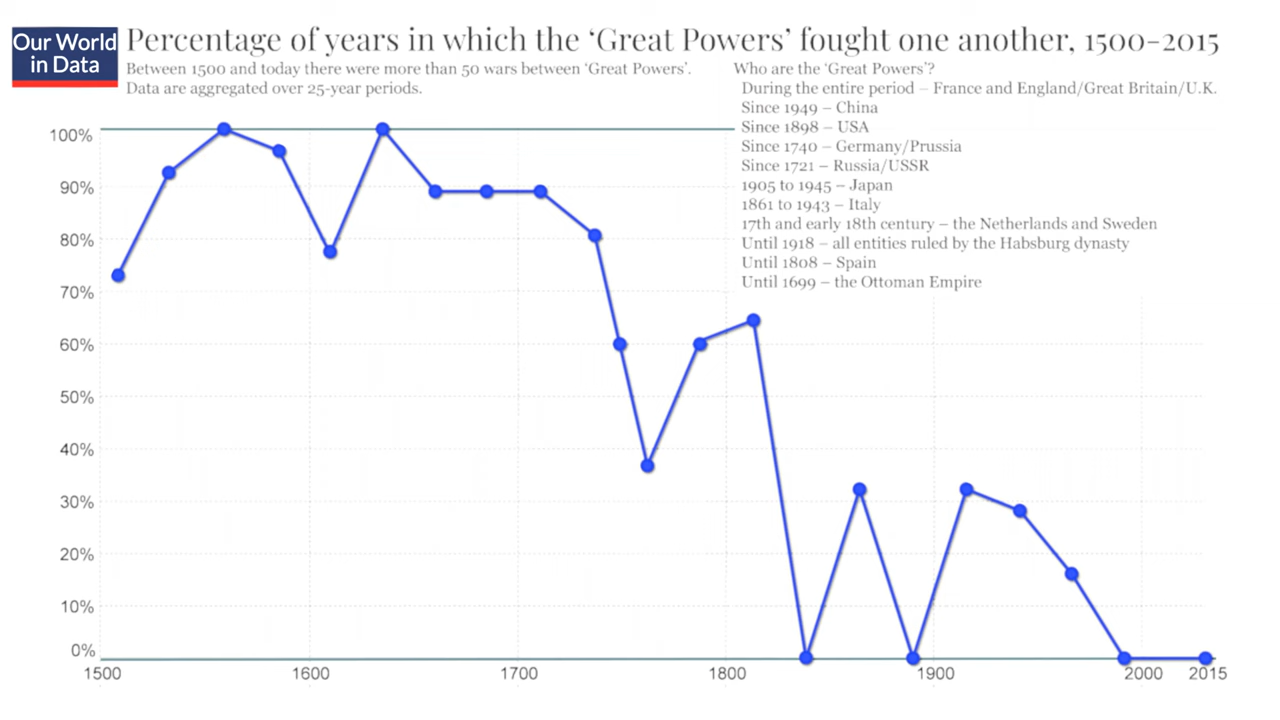 Our World
in Data
Percentage of years in which the ‘Great Powers’ fought one another, 1500–2015
Between 1500 and today there were more than 50 wars between ‘Great Powers’.
Data are aggregated over 25-year periods.
Who are the ‘Great Powers’?
During the entire period – France and England/Great Britain/U.K.
Since 1949 – China
Since 1898 – USA
Since 1740 – Germany/Prussia
Since 1721 – Russia/USSR
1905 to 1945 – Japan
1861 to 1943 – Italy
17th and early 18th century – the Netherlands and Sweden
Until 1918 – all entities ruled by the Habsburg dynasty
Until 1808 – Spain
Until 1699 – the Ottoman Empire
100%
90%
80%
70%
60%
50%
40%
30%
20%
10%
0%
1500 1600 1700 1800 1900 2000 2015